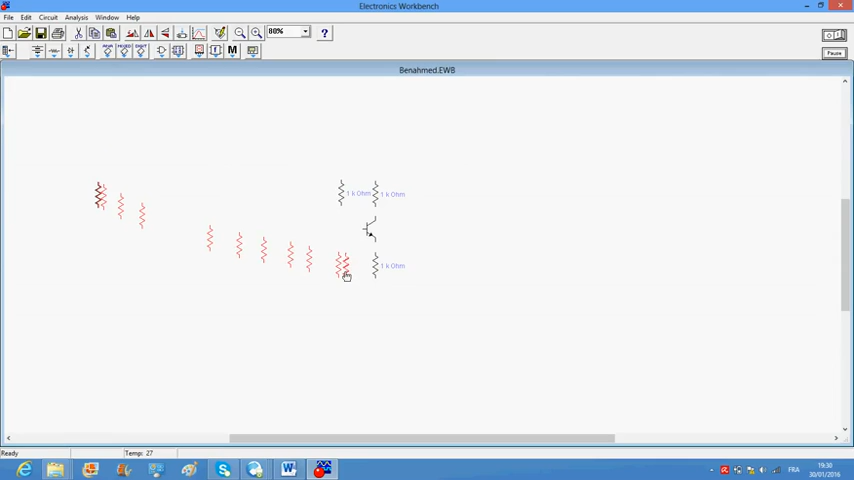 Electronics Workbench
File Edit Circuit Analysis Window Help
80%
?
M
Pause
Benahmed.EWB
1 k Ohm 1 k Ohm
1 k Ohm
Ready Temp: 27
FRA
19:30
30/01/2016